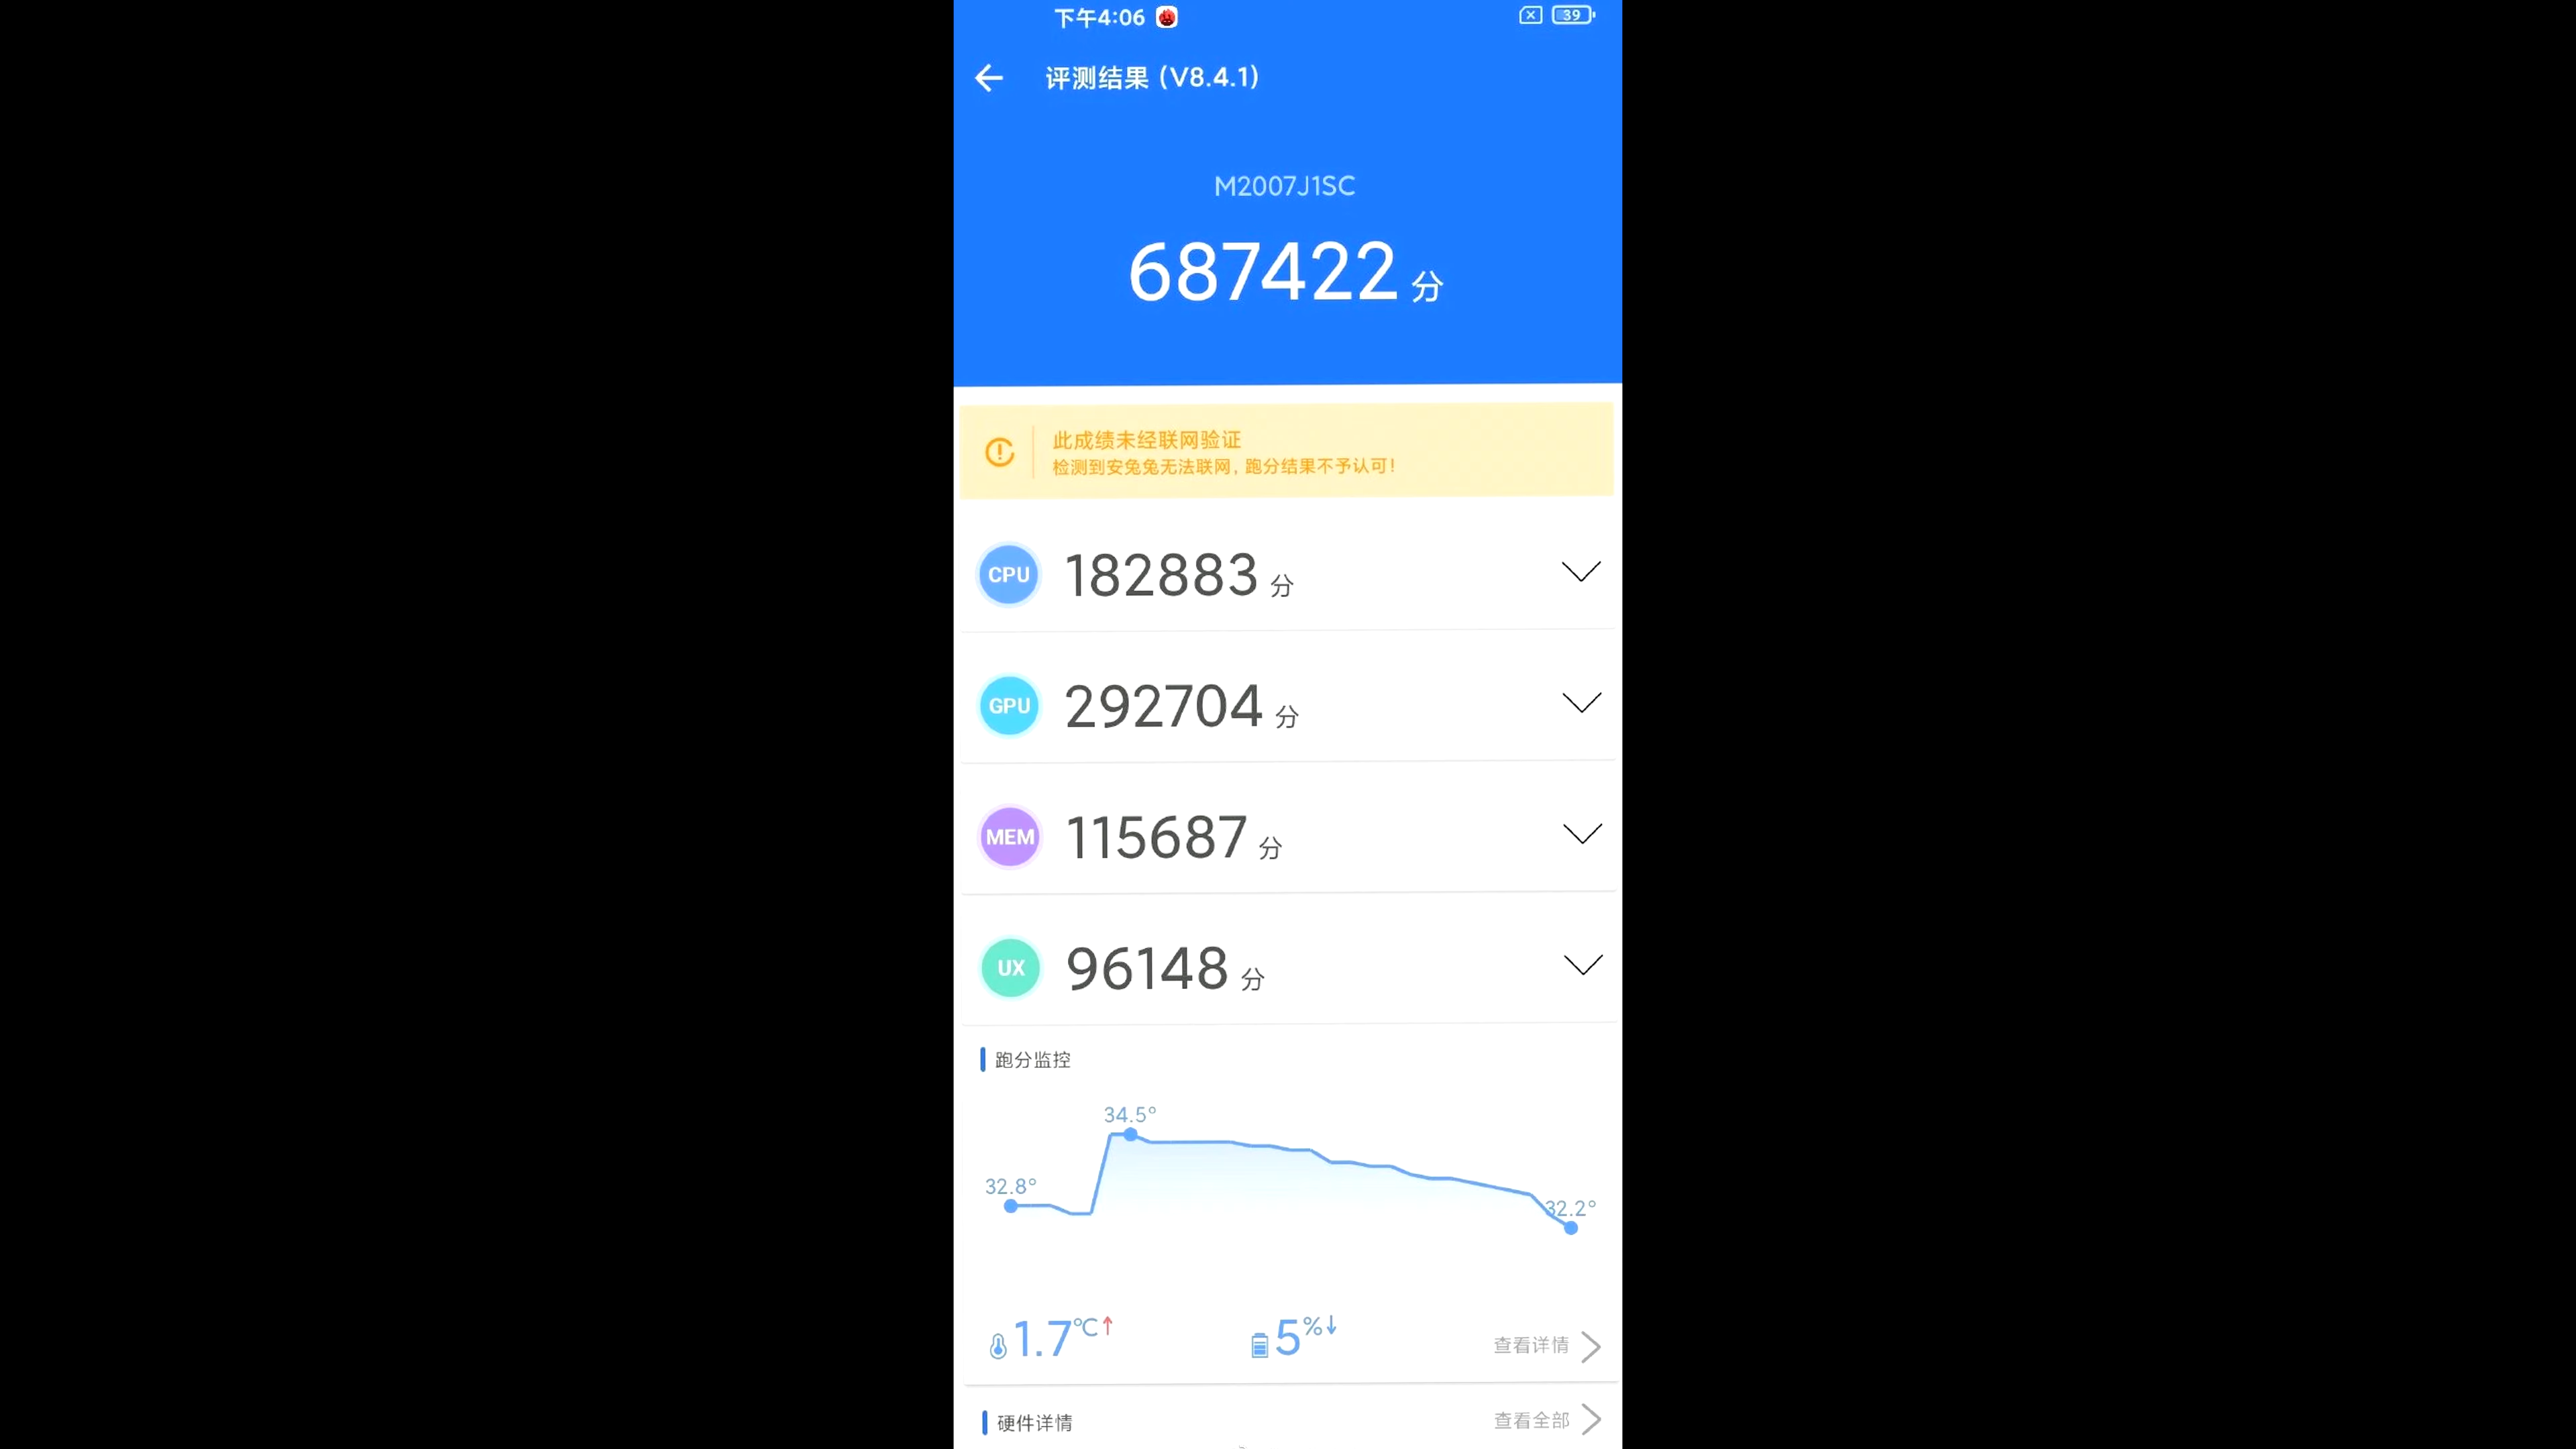 下午4:06
39
评测结果 (V8.4.1)
M2007J1SC
687422 分
此成绩未经联网验证
检测到安兔兔无法联网, 跑分结果不予认可!
CPU 182883 分
GPU 292704 分
MEM 115687 分
UX 96148 分
跑分监控
34.5°
32.8°
32.2°
1.7℃↑ 5%↓ 查看详情
硬件详情 查看全部